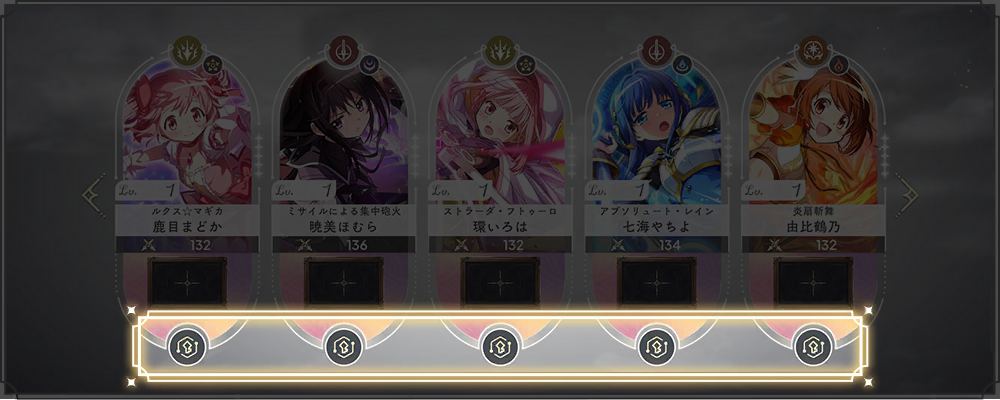 Lv. 1
ルクス☆マギカ
鹿目まどか
132
Lv. 1
ミサイルによる集中砲火
暁美ほむら
136
Lv. 1
ストラーダ・フトゥーロ
環いろは
132
Lv. 1
アブソリュート・レイン
七海やちよ
134
Lv. 1
炎扇斬舞
由比鶴乃
132